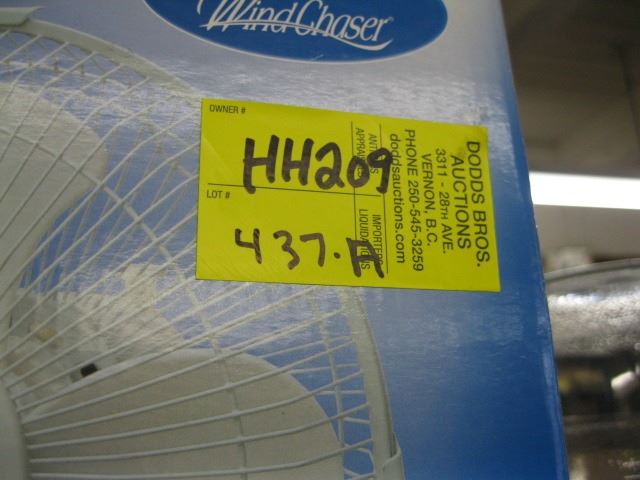 Wind Chaser®
OWNER #
HH209
LOT #
437.A
DODDS BROS.
AUCTIONS
3311 - 28TH AVE.
VERNON, B.C.
PHONE 250-545-3259
doddsauctions.com